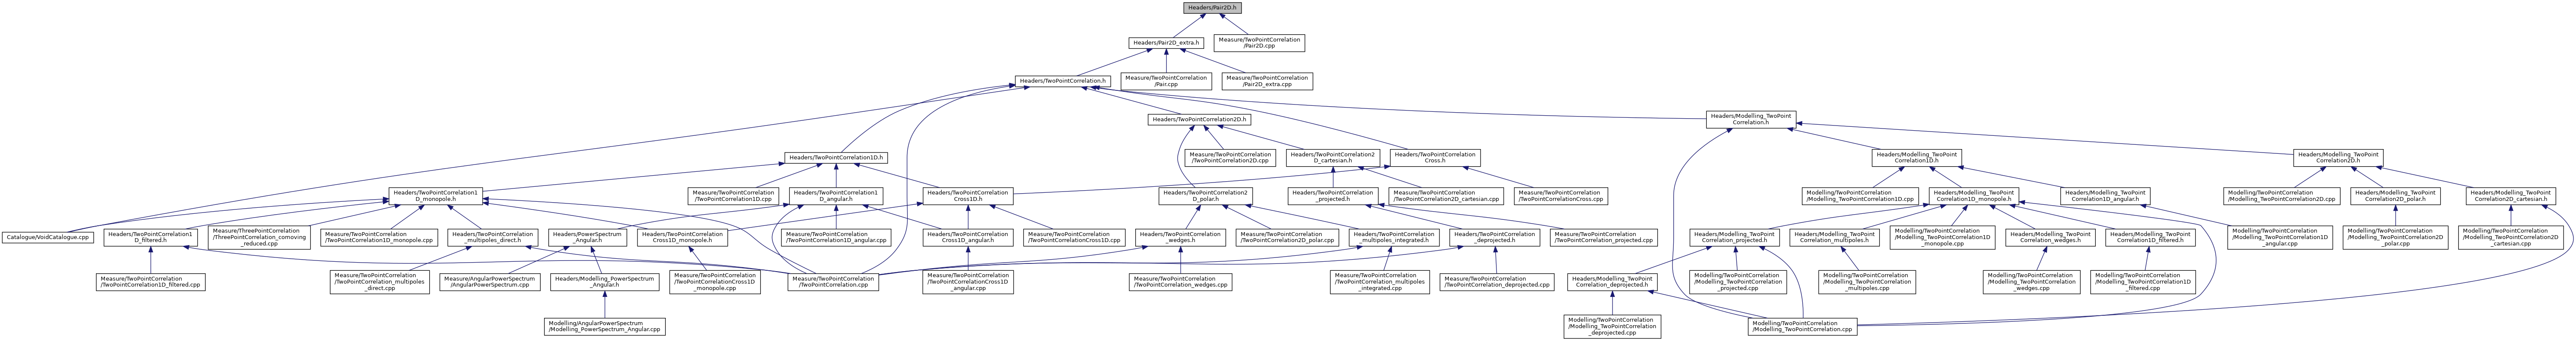 Headers/Pair2D.h
Headers/Pair2D_extra.h
Measure/TwoPointCorrelation
/Pair2D.cpp
Headers/TwoPointCorrelation.h
Measure/TwoPointCorrelation
/Pair.cpp
Measure/TwoPointCorrelation
/Pair2D_extra.cpp
Headers/TwoPointCorrelation2D.h
Headers/Modelling_TwoPoint
Correlation.h
Headers/TwoPointCorrelation1D.h
Measure/TwoPointCorrelation
/TwoPointCorrelation2D.cpp
Headers/TwoPointCorrelation2
D_cartesian.h
Headers/TwoPointCorrelation
Cross.h
Headers/Modelling_TwoPoint
Correlation1D.h
Headers/Modelling_TwoPoint
Correlation2D.h
Headers/TwoPointCorrelation1
D_monopole.h
Measure/TwoPointCorrelation
/TwoPointCorrelation1D.cpp
Headers/TwoPointCorrelation1
D_angular.h
Headers/TwoPointCorrelation
Cross1D.h
Headers/TwoPointCorrelation2
D_polar.h
Headers/TwoPointCorrelation
_projected.h
Measure/TwoPointCorrelation
/TwoPointCorrelation2D_cartesian.cpp
Measure/TwoPointCorrelation
/TwoPointCorrelationCross.cpp
Modelling/TwoPointCorrelation
/Modelling_TwoPointCorrelation1D.cpp
Headers/Modelling_TwoPoint
Correlation1D_monopole.h
Headers/Modelling_TwoPoint
Correlation1D_angular.h
Modelling/TwoPointCorrelation
/Modelling_TwoPointCorrelation2D.cpp
Headers/Modelling_TwoPoint
Correlation2D_polar.h
Headers/Modelling_TwoPoint
Correlation2D_cartesian.h
Catalogue/VoidCatalogue.cpp
Headers/TwoPointCorrelation1
D_filtered.h
Measure/ThreePointCorrelation
/ThreePointCorrelation_comoving
_reduced.cpp
Measure/TwoPointCorrelation
/TwoPointCorrelation1D_monopole.cpp
Headers/TwoPointCorrelation
_multipoles_direct.h
Headers/PowerSpectrum
_Angular.h
Headers/TwoPointCorrelation
Cross1D_monopole.h
Measure/TwoPointCorrelation
/TwoPointCorrelation1D_angular.cpp
Headers/TwoPointCorrelation
Cross1D_angular.h
Measure/TwoPointCorrelation
/TwoPointCorrelationCross1D.cpp
Headers/TwoPointCorrelation
_wedges.h
Measure/TwoPointCorrelation
/TwoPointCorrelation2D_polar.cpp
Headers/TwoPointCorrelation
_multipoles_integrated.h
Headers/TwoPointCorrelation
_deprojected.h
Measure/TwoPointCorrelation
/TwoPointCorrelation_projected.cpp
Headers/Modelling_TwoPoint
Correlation_projected.h
Headers/Modelling_TwoPoint
Correlation_multipoles.h
Modelling/TwoPointCorrelation
/Modelling_TwoPointCorrelation1D
_monopole.cpp
Headers/Modelling_TwoPoint
Correlation_wedges.h
Headers/Modelling_TwoPoint
Correlation1D_filtered.h
Modelling/TwoPointCorrelation
/Modelling_TwoPointCorrelation1D
_angular.cpp
Modelling/TwoPointCorrelation
/Modelling_TwoPointCorrelation2D
_polar.cpp
Modelling/TwoPointCorrelation
/Modelling_TwoPointCorrelation2D
_cartesian.cpp
Measure/TwoPointCorrelation
/TwoPointCorrelation1D_filtered.cpp
Measure/TwoPointCorrelation
/TwoPointCorrelation_multipoles
_direct.cpp
Measure/AngularPowerSpectrum
/AngularPowerSpectrum.cpp
Headers/Modelling_PowerSpectrum
_Angular.h
Measure/TwoPointCorrelation
/TwoPointCorrelationCross1D
_monopole.cpp
Measure/TwoPointCorrelation
/TwoPointCorrelation.cpp
Measure/TwoPointCorrelation
/TwoPointCorrelationCross1D
_angular.cpp
Measure/TwoPointCorrelation
/TwoPointCorrelation_wedges.cpp
Measure/TwoPointCorrelation
/TwoPointCorrelation_multipoles
_integrated.cpp
Measure/TwoPointCorrelation
/TwoPointCorrelation_deprojected.cpp
Headers/Modelling_TwoPoint
Correlation_deprojected.h
Modelling/TwoPointCorrelation
/Modelling_TwoPointCorrelation
_projected.cpp
Modelling/TwoPointCorrelation
/Modelling_TwoPointCorrelation
_multipoles.cpp
Modelling/TwoPointCorrelation
/Modelling_TwoPointCorrelation
_wedges.cpp
Modelling/TwoPointCorrelation
/Modelling_TwoPointCorrelation1D
_filtered.cpp
Modelling/AngularPowerSpectrum
/Modelling_PowerSpectrum_Angular.cpp
Modelling/TwoPointCorrelation
/Modelling_TwoPointCorrelation
_deprojected.cpp
Modelling/TwoPointCorrelation
/Modelling_TwoPointCorrelation.cpp